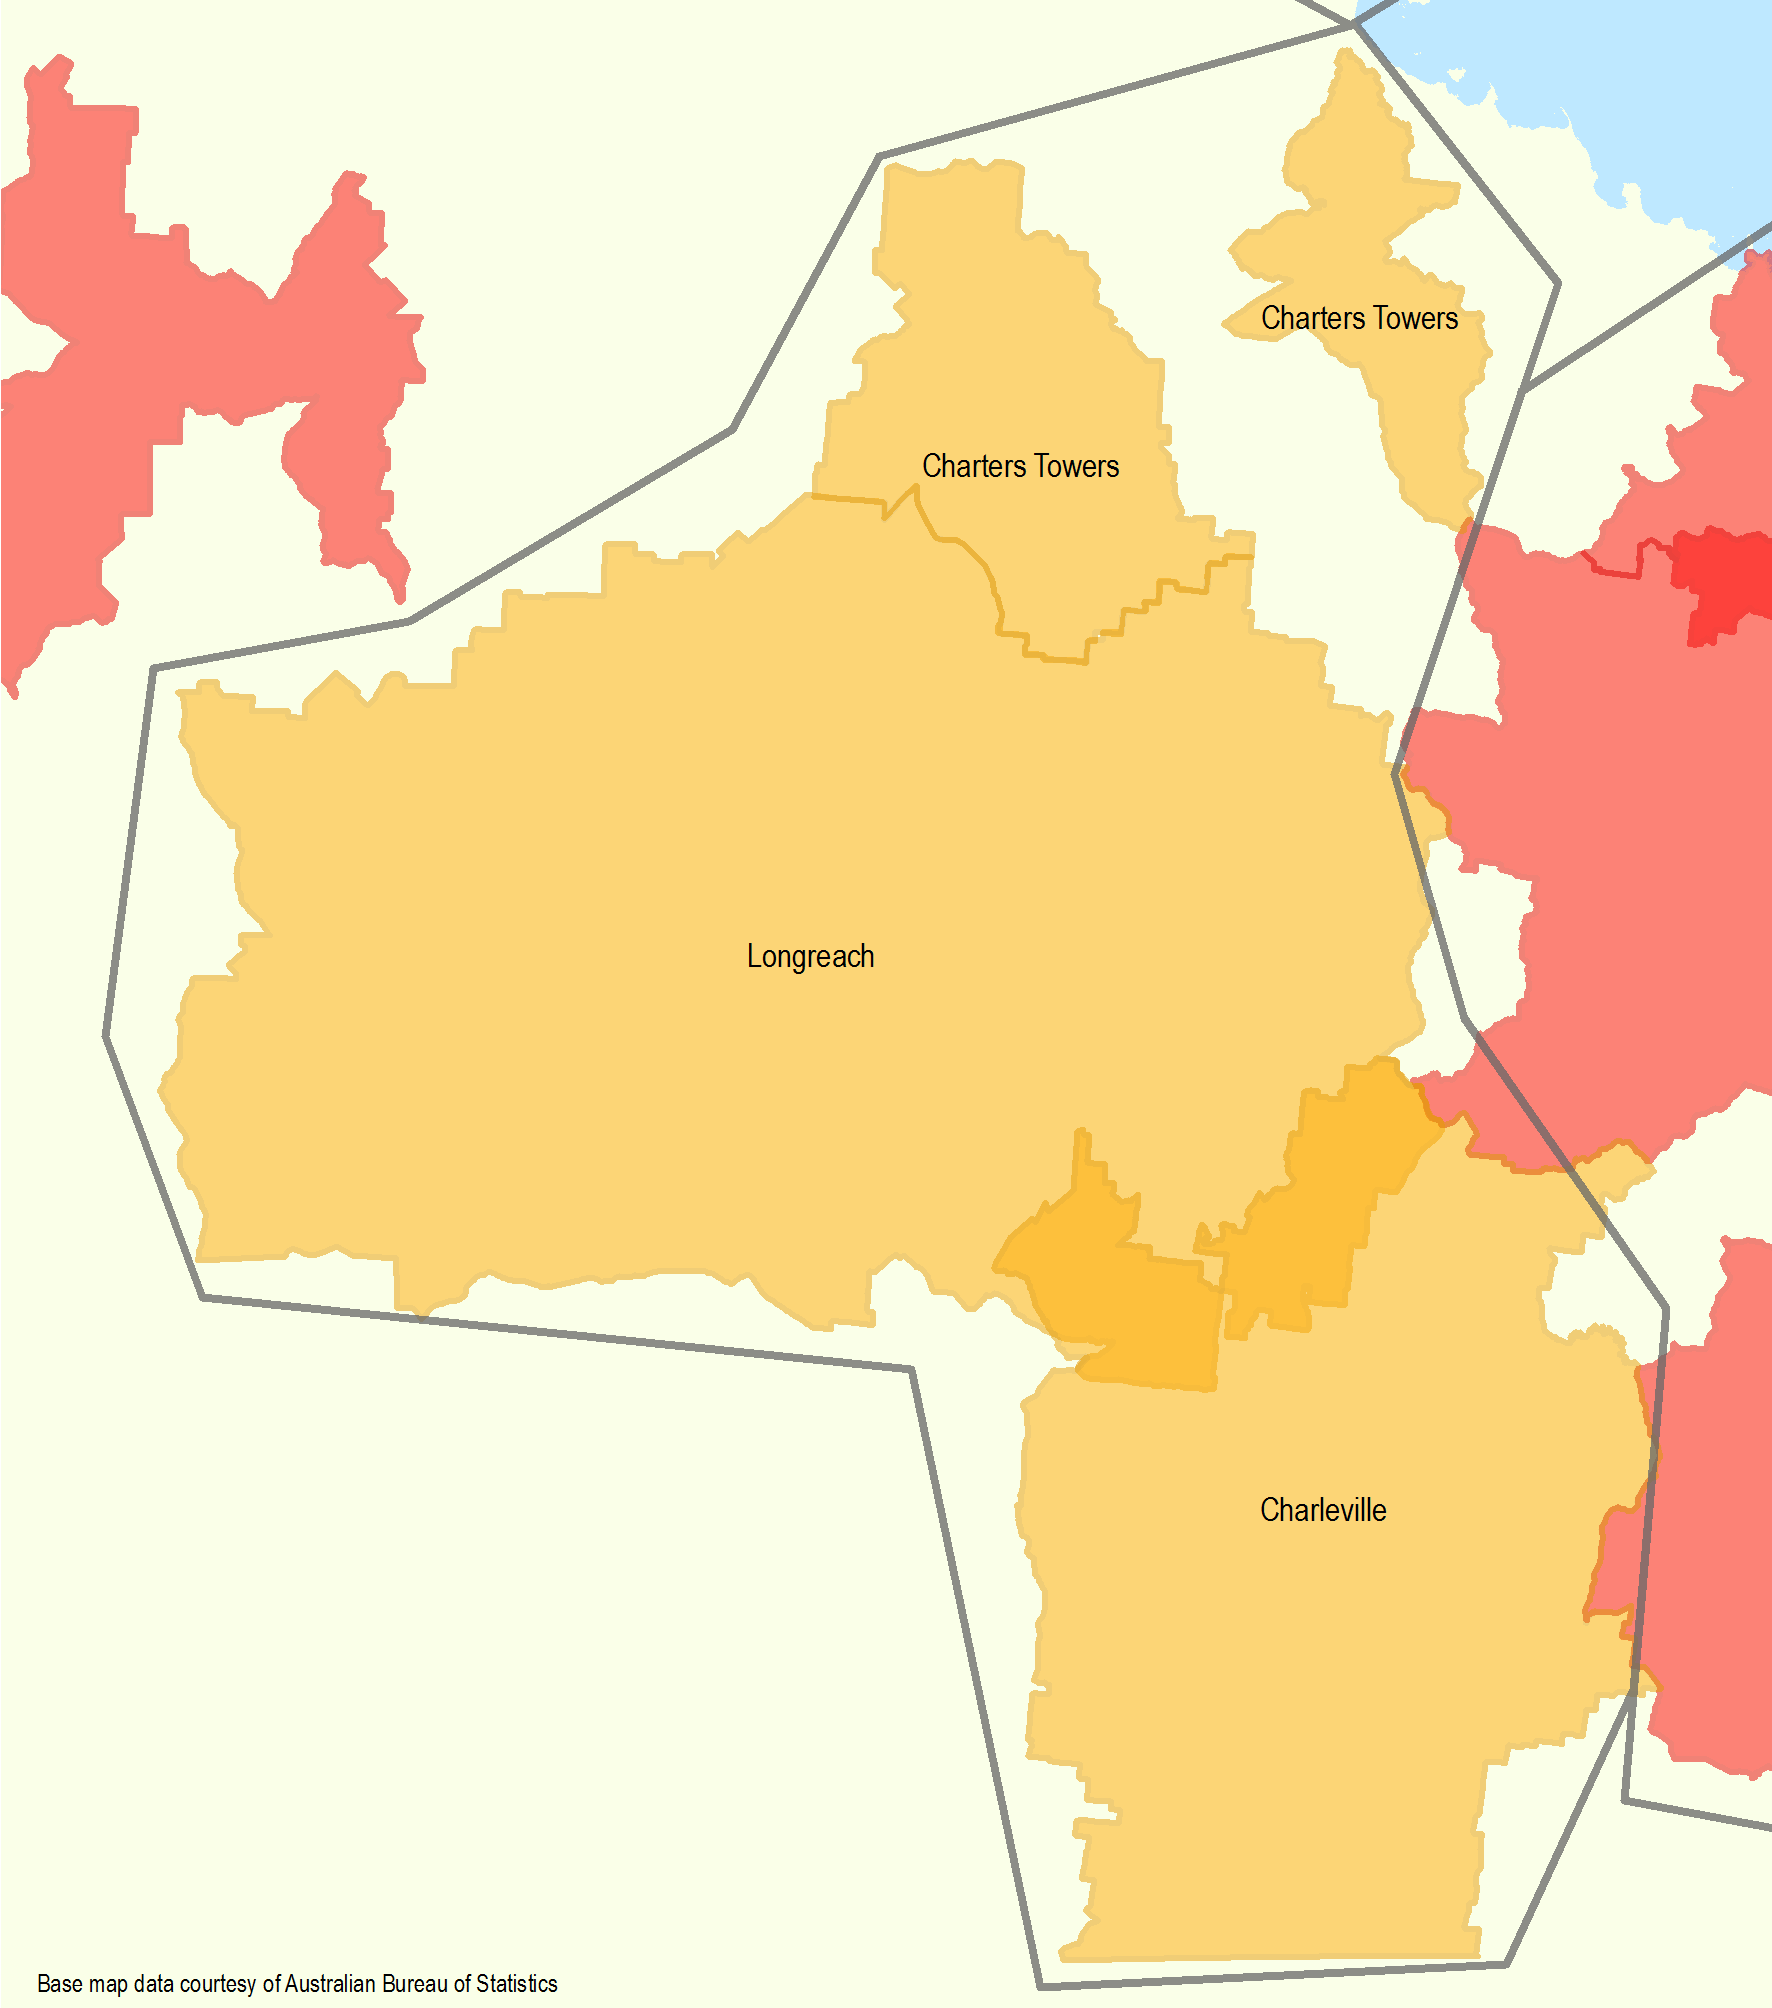 Charters Towers
Charters Towers
Longreach
Charleville
Base map data courtesy of Australian Bureau of Statistics